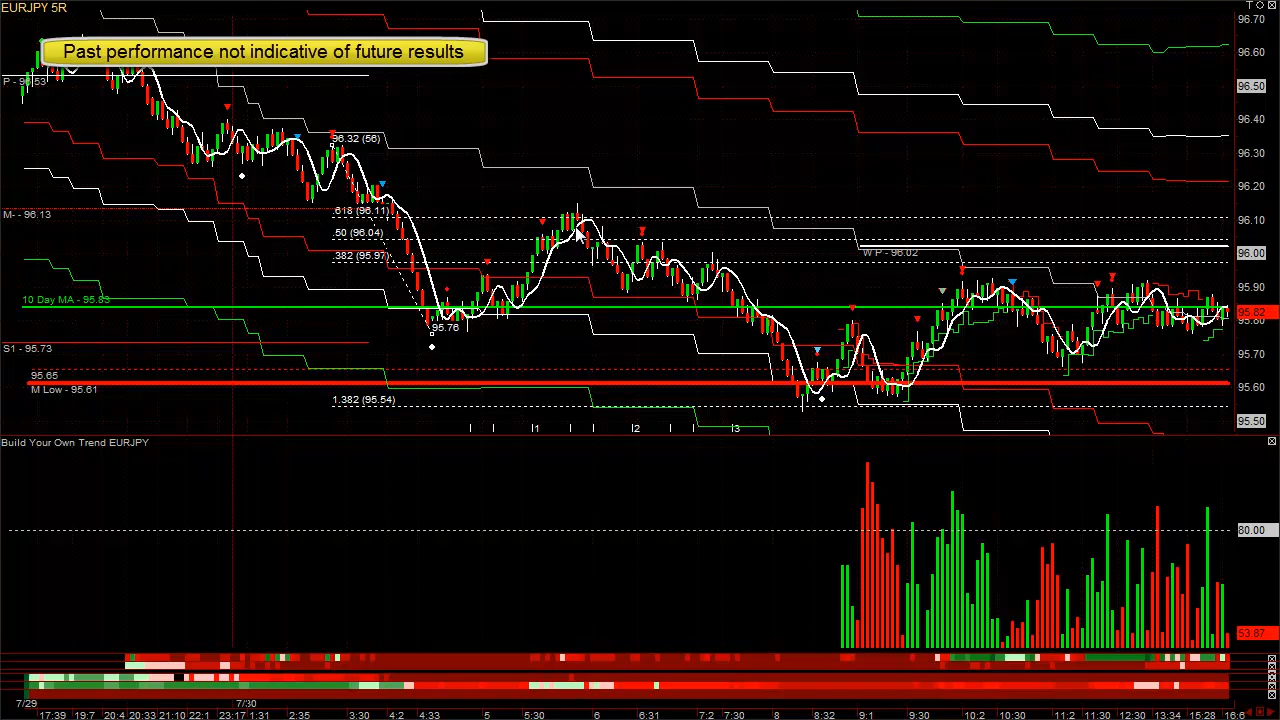 EURJPY 5R
Past performance not indicative of future results
96.70
96.60
96.50
96.40
96.30
96.20
96.10
96.00
95.90
95.82
95.80
95.70
95.60
95.50
P - 96.53
96.32 (56)
M- - 96.13
.618 (96.11)
.50 (96.04)
.382 (95.97)
W P - 96.02
10 Day MA - 95.83
95.76
S1 - 95.73
95.65
M Low - 95.61
1.382 (95.54)
1 2 3
Build Your Own Trend EURJPY
80.00
53.87
7/29 7/30
17:39 19:7 20:4 20:33 21:10 22:1 23:17 1:31 2:35 3:30 4:2 4:33 5 5:30 6 6:31 7:2 7:30 8 8:32 9:1 9:30 10:2 10:30 11:2 11:30 12:30 13:34 15:28